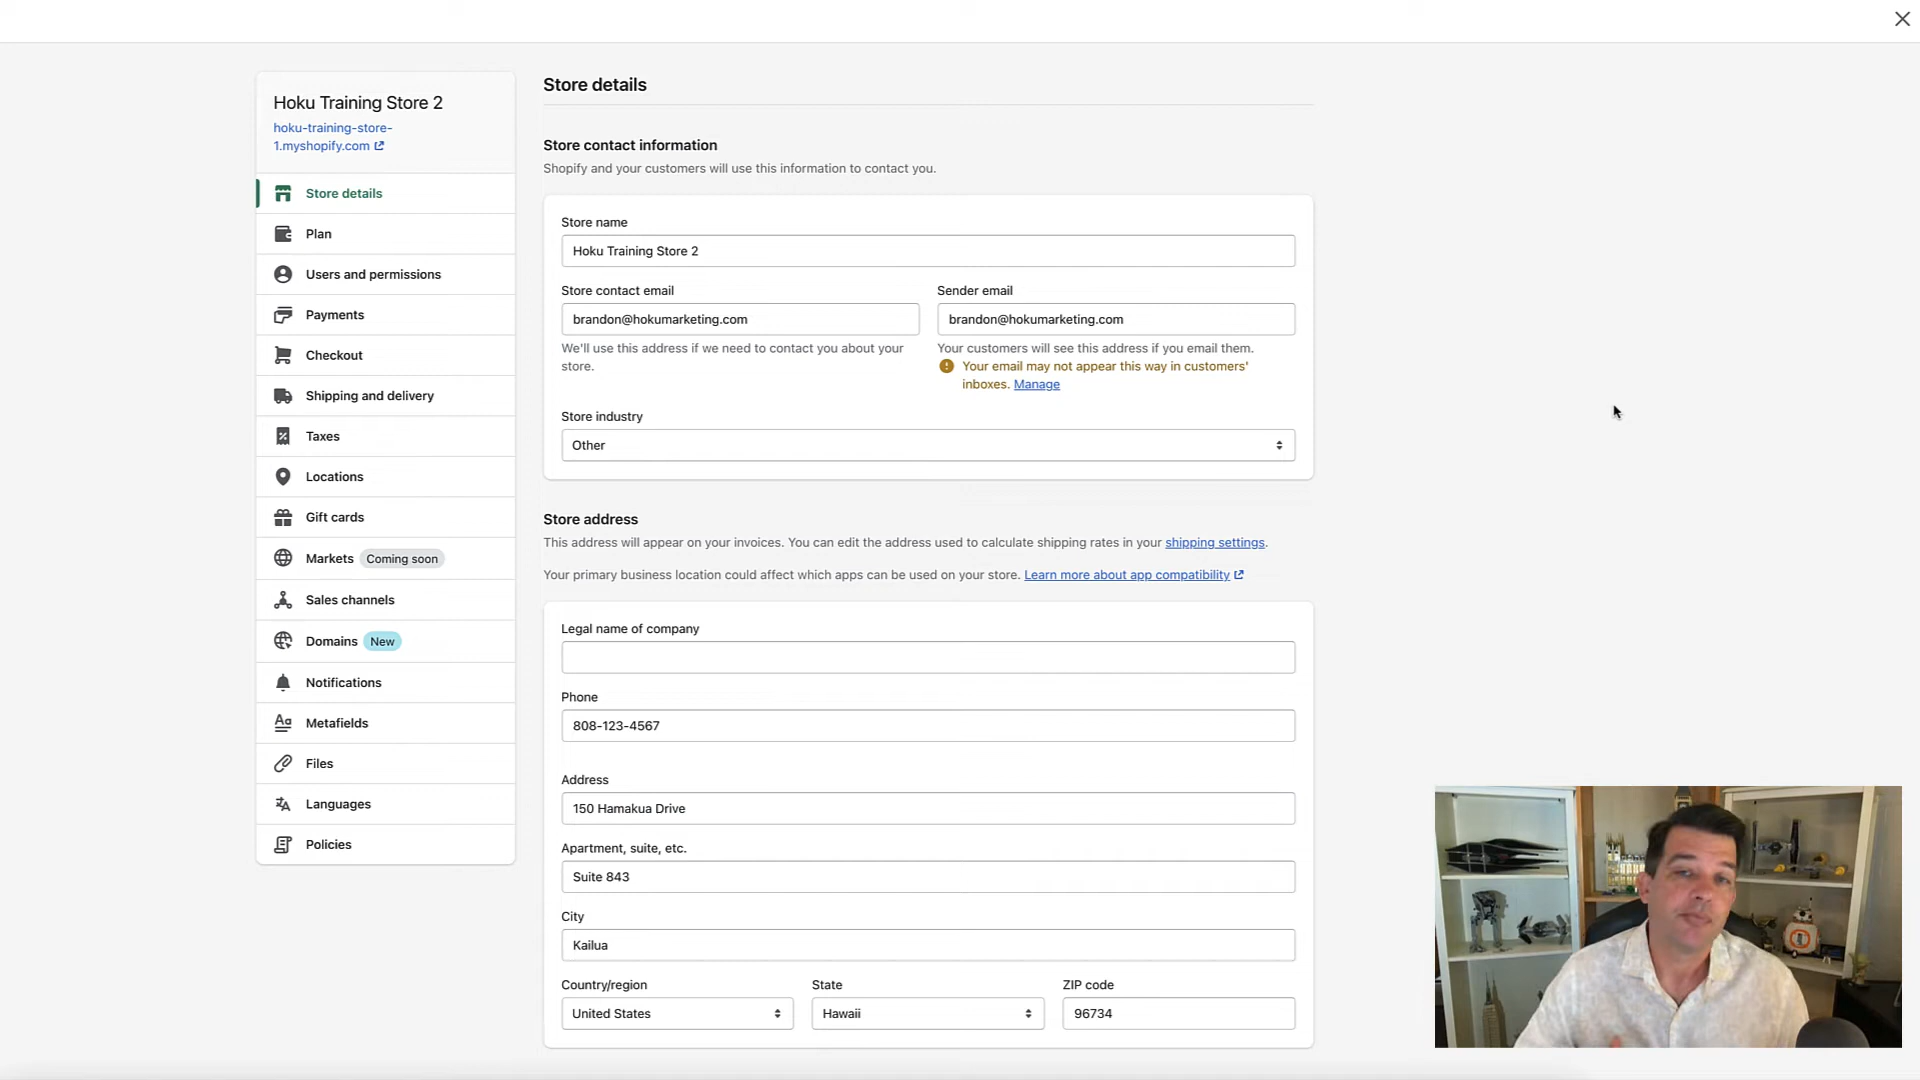 Hoku Training Store 2
hoku-training-store-
1.myshopify.com
Store details
Plan
Users and permissions
Payments
Checkout
Shipping and delivery
Taxes
Locations
Gift cards
Markets Coming soon
Sales channels
Domains New
Notifications
Metafields
Files
Languages
Policies
Store details
Store contact information
Shopify and your customers will use this information to contact you.
Store name
Hoku Training Store 2
Store contact email
brandon@hokumarketing.com
We'll use this address if we need to contact you about your
store.
Sender email
brandon@hokumarketing.com
Your customers will see this address if you email them.
Your email may not appear this way in customers'
inboxes. Manage
Store industry
Other
Store address
This address will appear on your invoices. You can edit the address used to calculate shipping rates in your shipping settings.
Your primary business location could affect which apps can be used on your store. Learn more about app compatibility
Legal name of company
Phone
808-123-4567
Address
150 Hamakua Drive
Apartment, suite, etc.
Suite 843
City
Kailua
Country/region
United States
State
Hawaii
ZIP code
96734